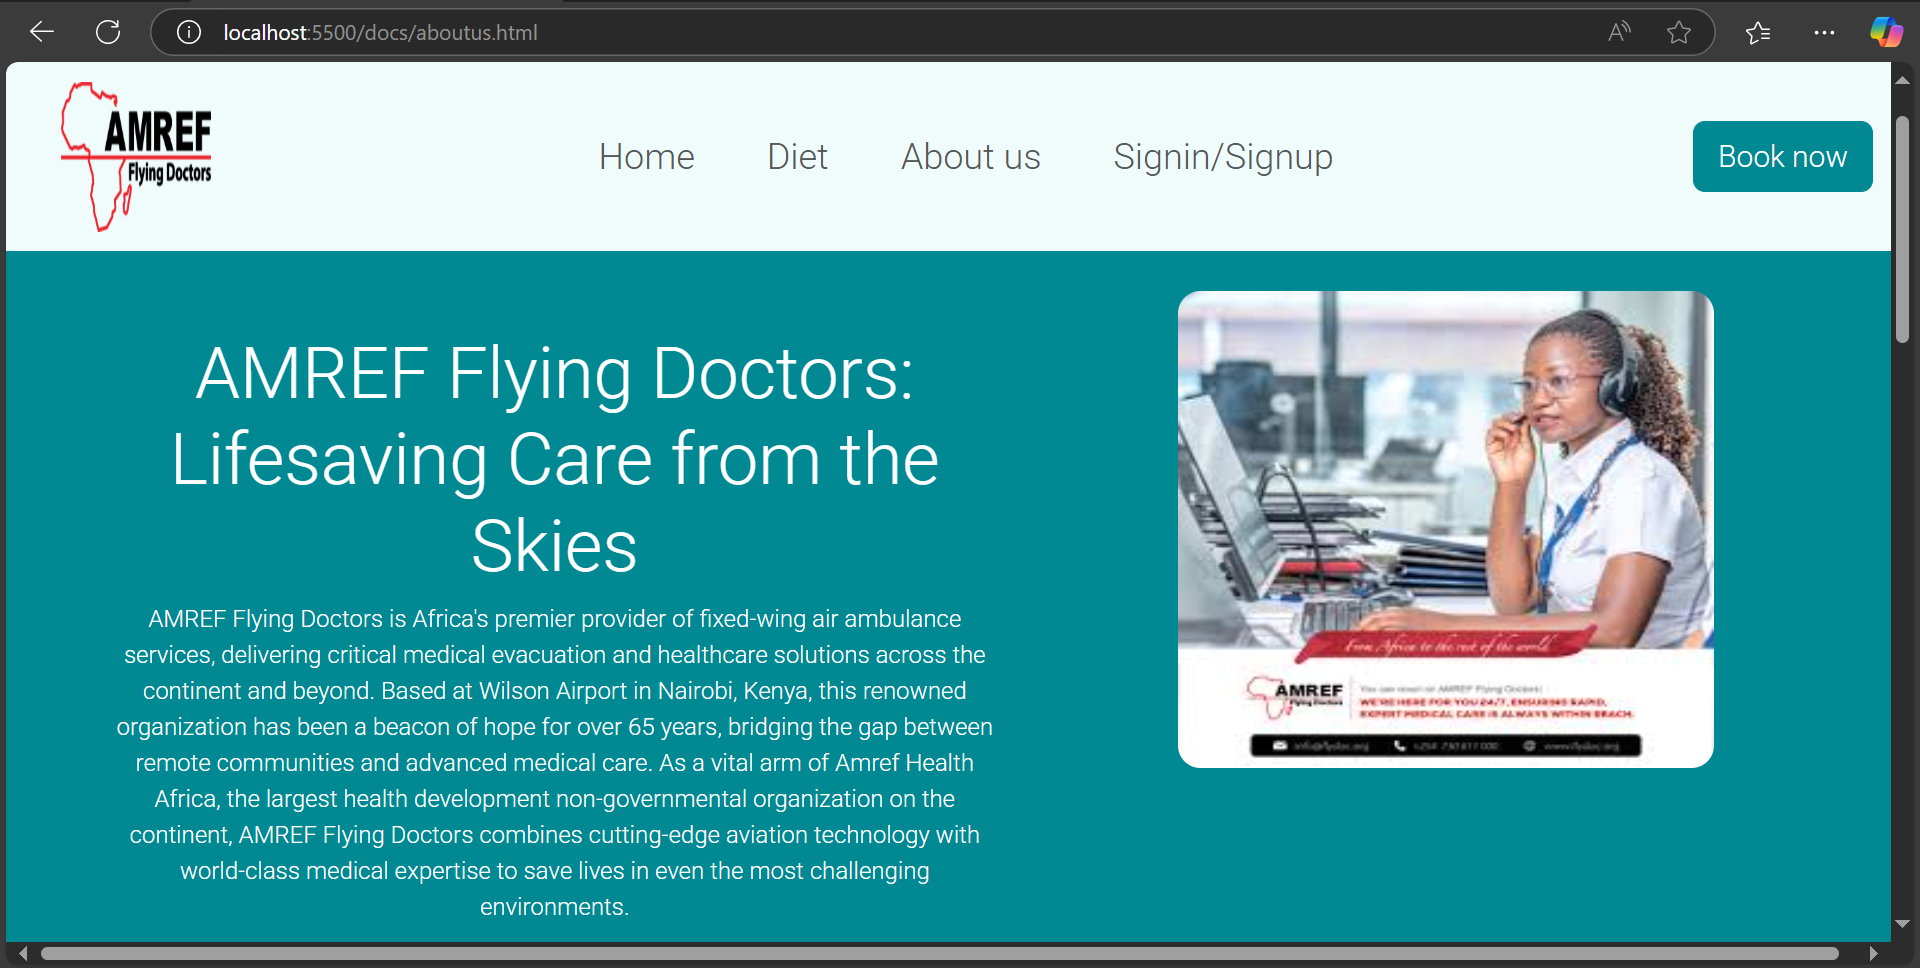 localhost:5500/docs/aboutus.html
AMREF
Flying Doctors
Home
Diet
About us
Signin/Signup
Book now
AMREF Flying Doctors:
Lifesaving Care from the
Skies
AMREF Flying Doctors is Africa's premier provider of fixed-wing air ambulance
services, delivering critical medical evacuation and healthcare solutions across the
continent and beyond. Based at Wilson Airport in Nairobi, Kenya, this renowned
organization has been a beacon of hope for over 65 years, bridging the gap between
remote communities and advanced medical care. As a vital arm of Amref Health
Africa, the largest health development non-governmental organization on the
continent, AMREF Flying Doctors combines cutting-edge aviation technology with
world-class medical expertise to save lives in even the most challenging
environments.
From Africa to the rest of the world
AMREF
Flying Doctors
You can count on AMREF Flying Doctors!
WE'RE HERE FOR YOU 24/7, ENSURING RAPID,
EXPERT MEDICAL CARE IS ALWAYS WITHIN REACH.